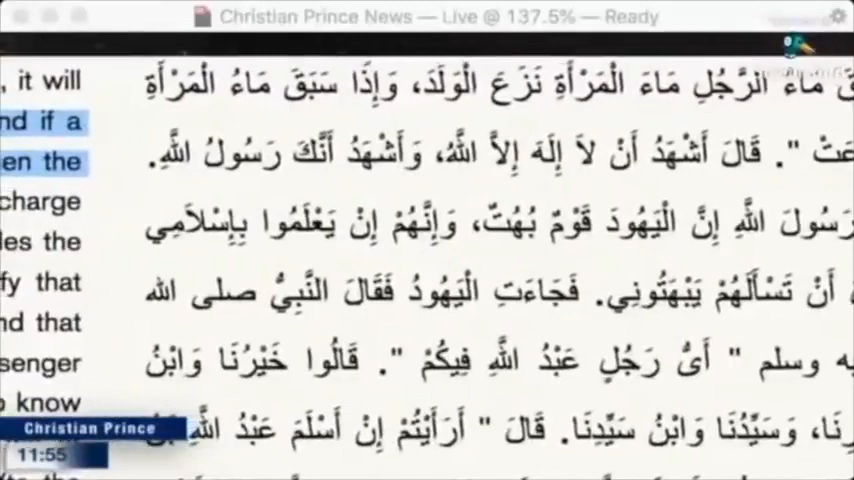 Christian Prince News — Live @ 137.5% — Ready
, it will
nd if a
en the
charge
les the
fy that
nd that
senger
know
مَاءَ الرَّجُلِ مَاءَ الْمَرْأَةِ نَزَعَ الْوَلَدَ، وَإِذَا سَبَقَ مَاءُ الْمَرْأَةِ
عَتْ ‏"‏‏.‏ قَالَ أَشْهَدُ أَنْ لاَ إِلَهَ إِلاَّ اللَّهُ، وَأَشْهَدُ أَنَّكَ رَسُولُ اللَّهِ‏.‏
رَسُولَ اللَّهِ إِنَّ الْيَهُودَ قَوْمٌ بُهُتٌ، وَإِنَّهُمْ إِنْ يَعْلَمُوا بِإِسْلاَمِي
أَنْ تَسْأَلَهُمْ يَبْهَتُونِي‏.‏ فَجَاءَتِ الْيَهُودُ فَقَالَ النَّبِيُّ صلى الله
يه وسلم ‏"‏ أَىُّ رَجُلٍ عَبْدُ اللَّهِ فِيكُمْ ‏"‏‏.‏ قَالُوا خَيْرُنَا وَابْنُ
رِنَا، وَسَيِّدُنَا وَابْنُ سَيِّدِنَا‏.‏ قَالَ ‏"‏ أَرَأَيْتُمْ إِنْ أَسْلَمَ عَبْدُ اللَّهِ
Christian Prince
11:55